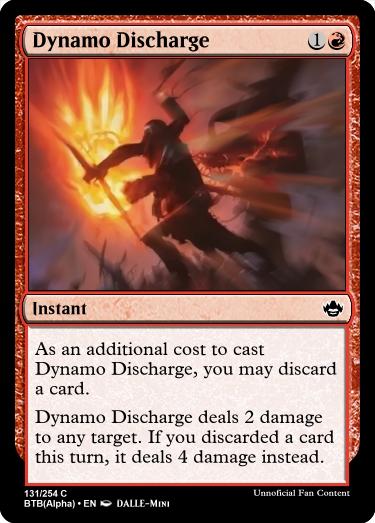 Dynamo Discharge 1
Instant
As an additional cost to cast
Dynamo Discharge, you may discard
a card.
Dynamo Discharge deals 2 damage
to any target. If you discarded a card
this turn, it deals 4 damage instead.
131/254 C Unofficial Fan Content
BTB(Alpha) • EN DALLE-Mini